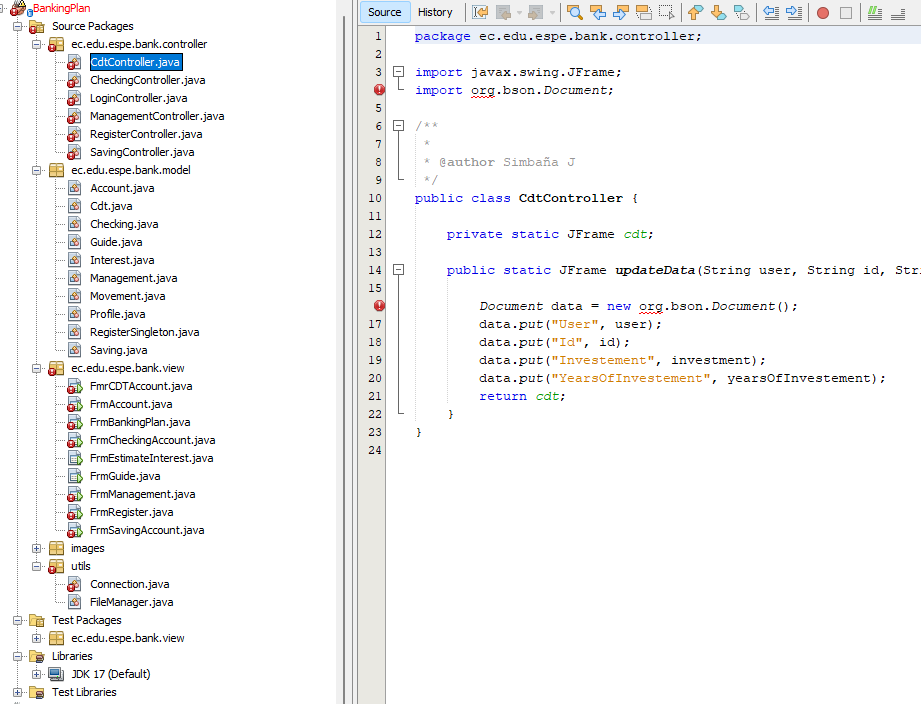 BankingPlan
Source Packages
ec.edu.espe.bank.controller
CdtController.java
CheckingController.java
LoginController.java
ManagementController.java
RegisterController.java
SavingController.java
ec.edu.espe.bank.model
Account.java
Cdt.java
Checking.java
Guide.java
Interest.java
Management.java
Movement.java
Profile.java
RegisterSingleton.java
Saving.java
ec.edu.espe.bank.view
FmrCDTAccount.java
FrmAccount.java
FrmBankingPlan.java
FrmCheckingAccount.java
FrmEstimateInterest.java
FrmGuide.java
FrmManagement.java
FrmRegister.java
FrmSavingAccount.java
images
utils
Connection.java
FileManager.java
Test Packages
ec.edu.espe.bank.view
Libraries
JDK 17 (Default)
Test Libraries
Source History
1 package ec.edu.espe.bank.controller;
2
3 import javax.swing.JFrame;
import org.bson.Document;
5
6 /**
7 *
8 * @author Simbaña J
9 */
10 public class CdtController {
11
12 private static JFrame cdt;
13
14 public static JFrame updateData(String user, String id, Stri
15
Document data = new org.bson.Document();
17 data.put("User", user);
18 data.put("Id", id);
19 data.put("Investement", investment);
20 data.put("YearsOfInvestement", yearsOfInvestement);
21 return cdt;
22 }
23 }
24